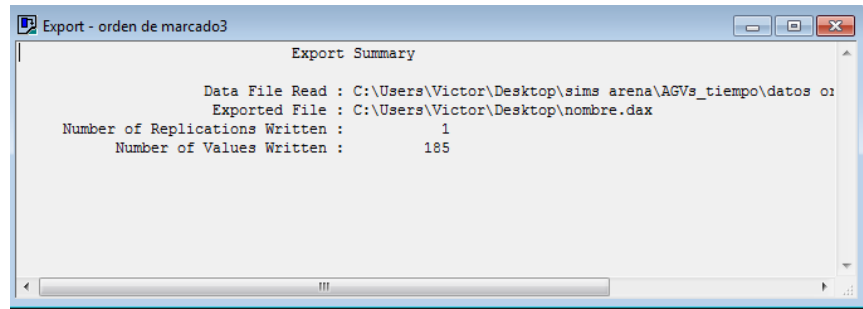 Export - orden de marcado3
Export Summary
Data File Read : C:\Users\Victor\Desktop\sims arena\AGVs_tiempo\datos
Exported File : C:\Users\Victor\Desktop\nombre.dax
Number of Replications Written : 1
Number of Values Written : 185